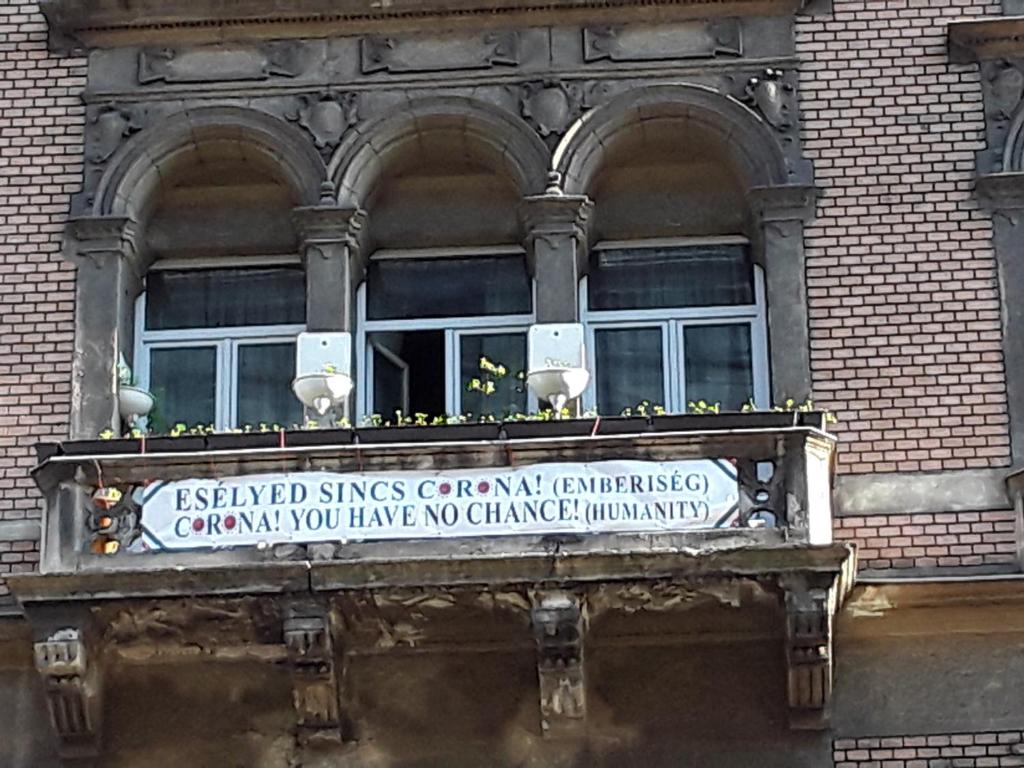 ESÉLYED SINCS CORONA! (EMBERISÉG)
CORONA! YOU HAVE NO CHANCE! (HUMANITY)